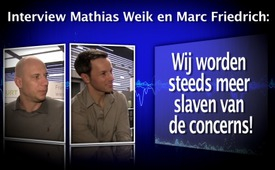 Interview Mathias Weik en Marc Friedrich:
Wij worden
steeds meer
slaven van
de concerns!